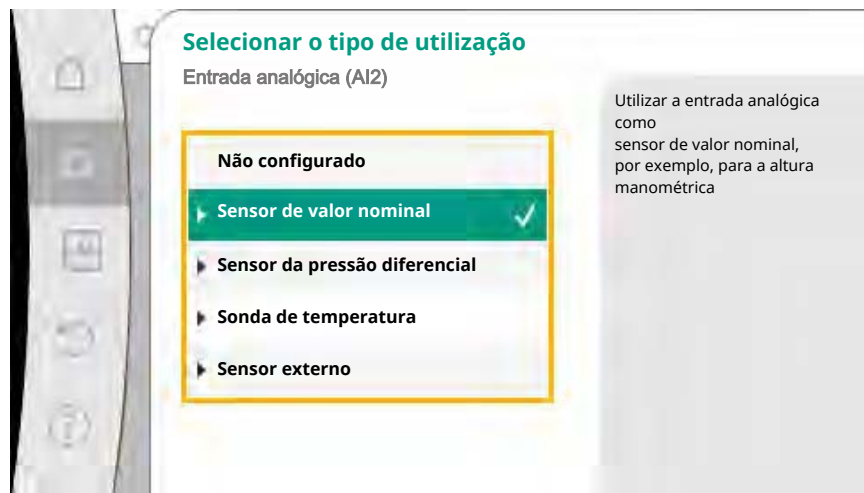 Selecionar o tipo de utilização
Entrada analógica (AI2)
Não configurado
Sensor de valor nominal
Sensor da pressão diferencial
Sonda de temperatura
Sensor externo
Utilizar a entrada analógica
como
sensor de valor nominal,
por exemplo, para a altura
manométrica